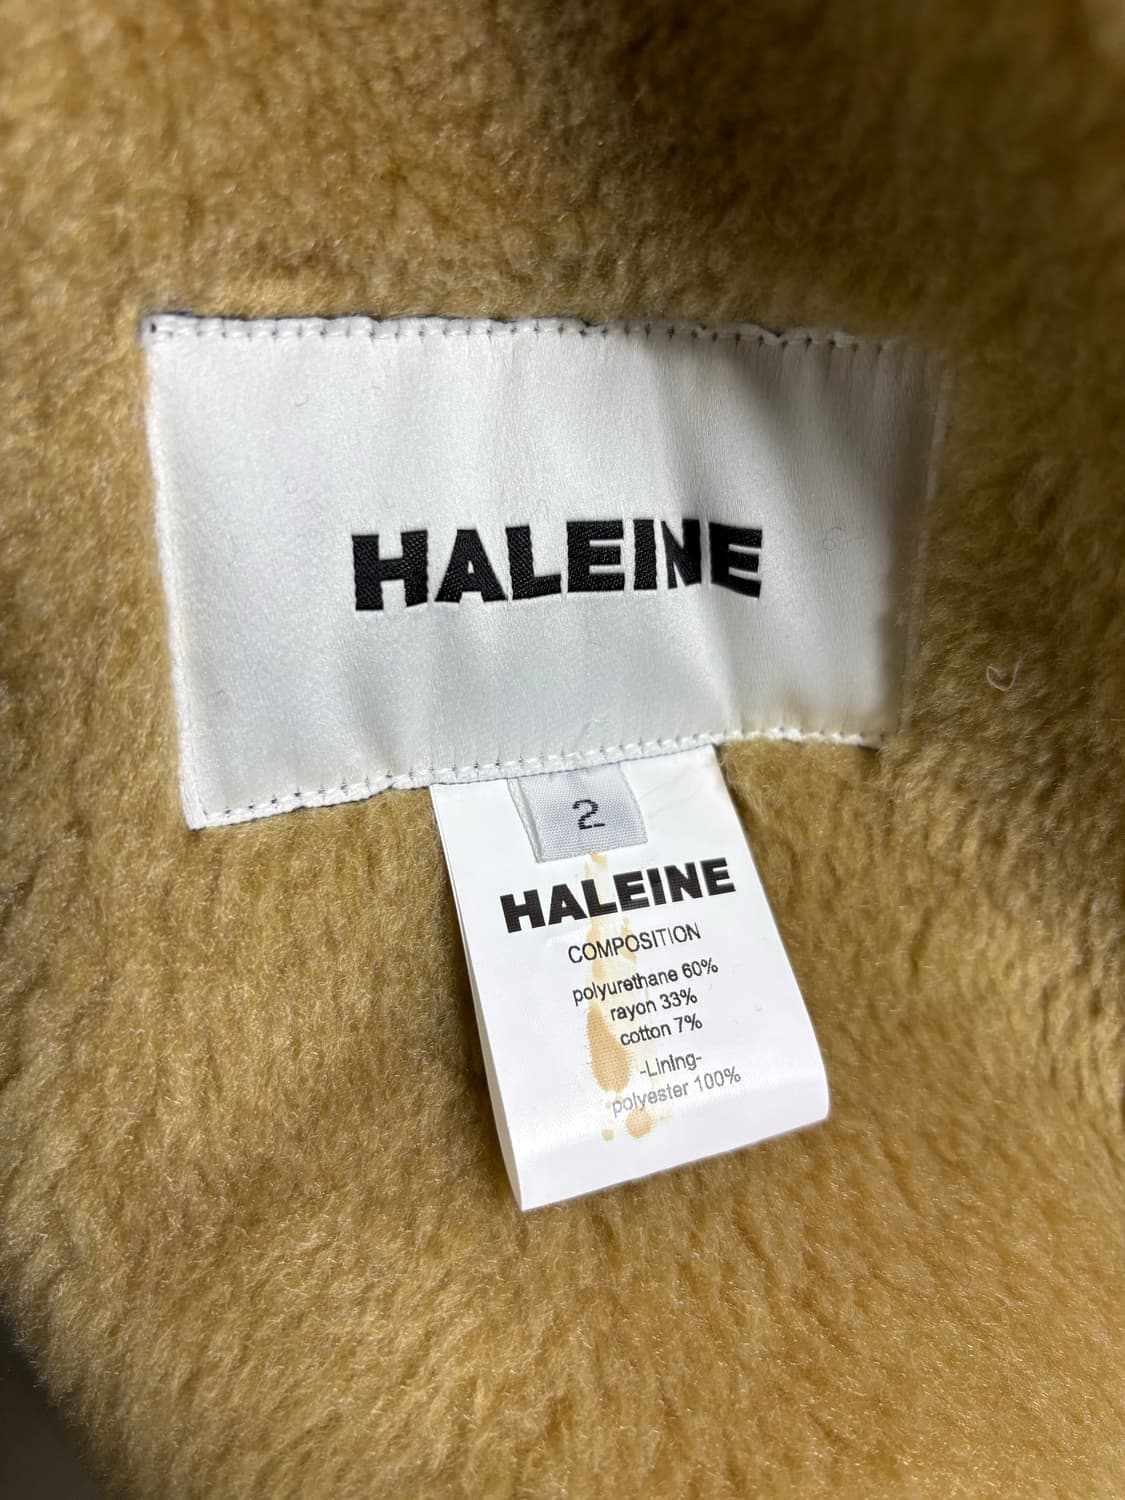 HALEINE
2
HALEINE
COMPOSITION
polyurethane 60%
rayon 33%
cotton 7%
-Lining-
polyester 100%